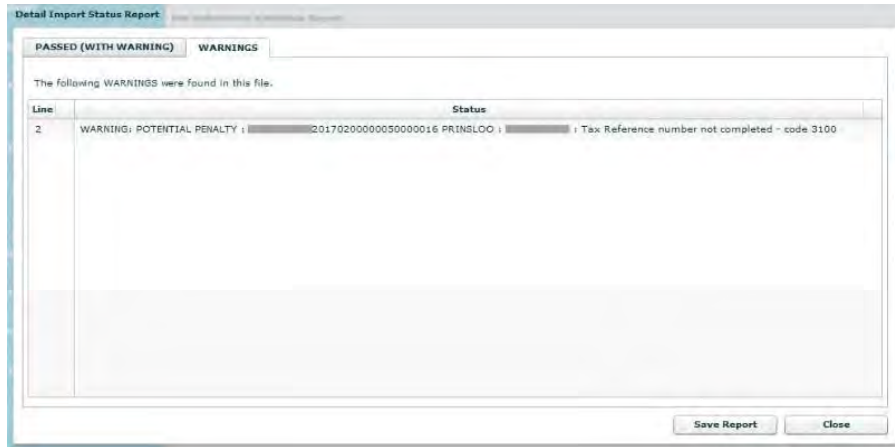 Detail Import Status Report
PASSED (WITH WARNING) WARNINGS
The following WARNINGS were found in this file.
Line Status
2 WARNING: POTENTIAL PENALTY : 20170200000050000016 PRINSLOO : : Tax Reference number not completed - code 3100
Save Report Close